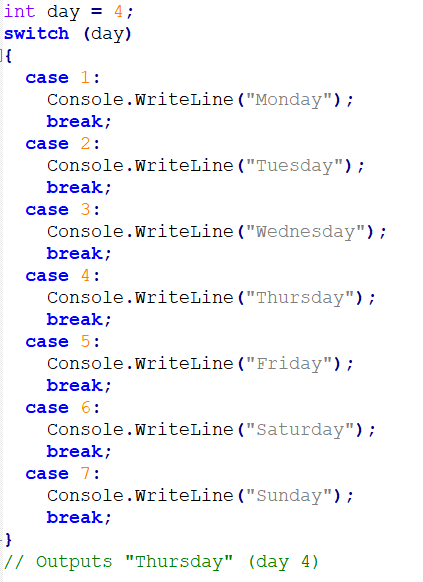 int day = 4;
switch (day)
{
  case 1:
    Console.WriteLine("Monday");
    break;
  case 2:
    Console.WriteLine("Tuesday");
    break;
  case 3:
    Console.WriteLine("Wednesday");
    break;
  case 4:
    Console.WriteLine("Thursday");
    break;
  case 5:
    Console.WriteLine("Friday");
    break;
  case 6:
    Console.WriteLine("Saturday");
    break;
  case 7:
    Console.WriteLine("Sunday");
    break;
}
// Outputs "Thursday" (day 4)